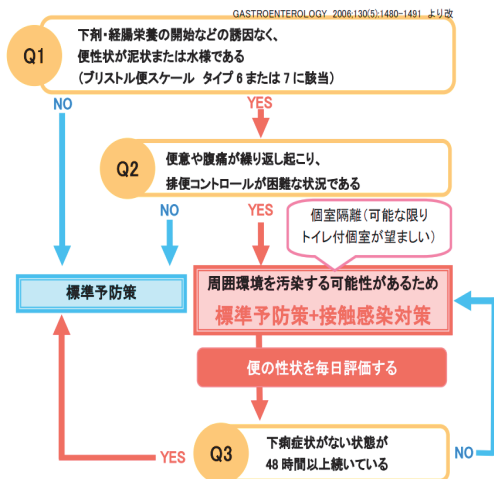 GASTROENTEROLOGY 2006;130(5):1480-1491 より改
Q1
下剤・経腸栄養の開始などの誘因なく、
便性状が泥状または水様である
(ブリストル便スケール タイプ6または7に該当)
NO
YES
Q2
便意や腹痛が繰り返し起こり、
排便コントロールが困難な状況である
NO
YES
個室隔離(可能な限り
トイレ付個室が望ましい)
標準予防策
周囲環境を汚染する可能性があるため
標準予防策+接触感染対策
便の性状を毎日評価する
Q3
下痢症状がない状態が
48時間以上続いている
YES
NO